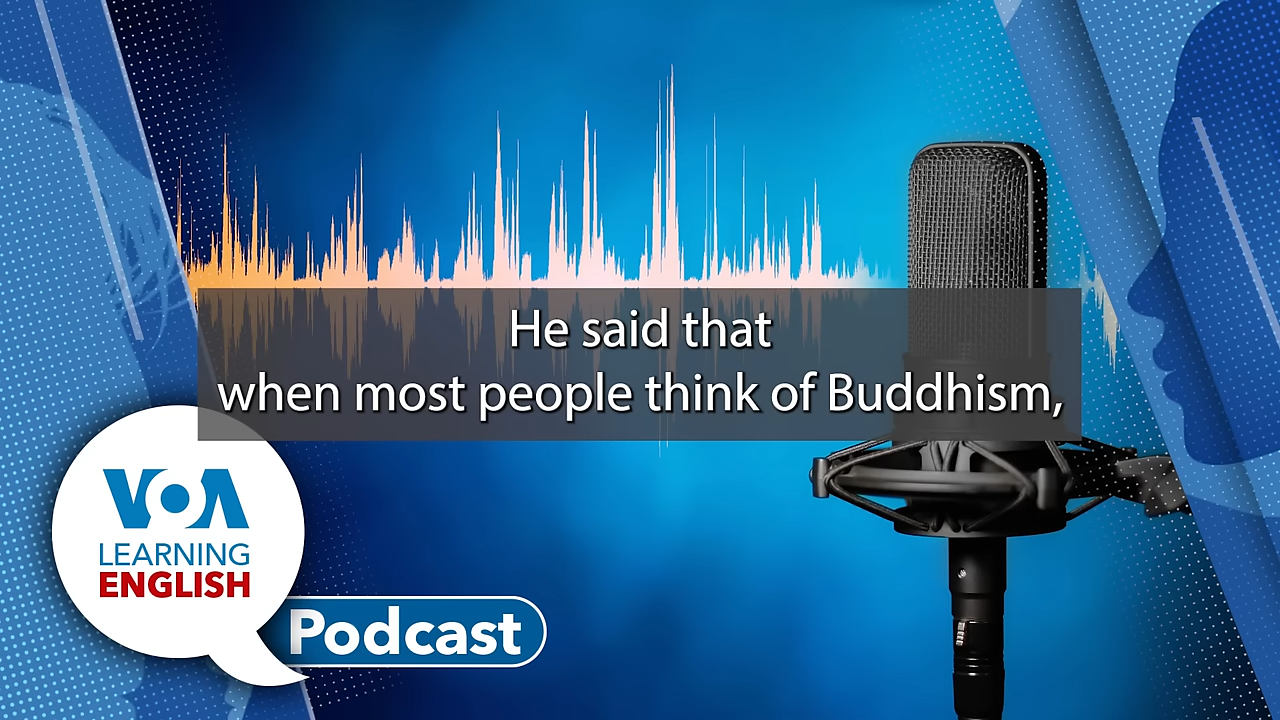 He said that
when most people think of Buddhism,
VOA
LEARNING
ENGLISH
Podcast